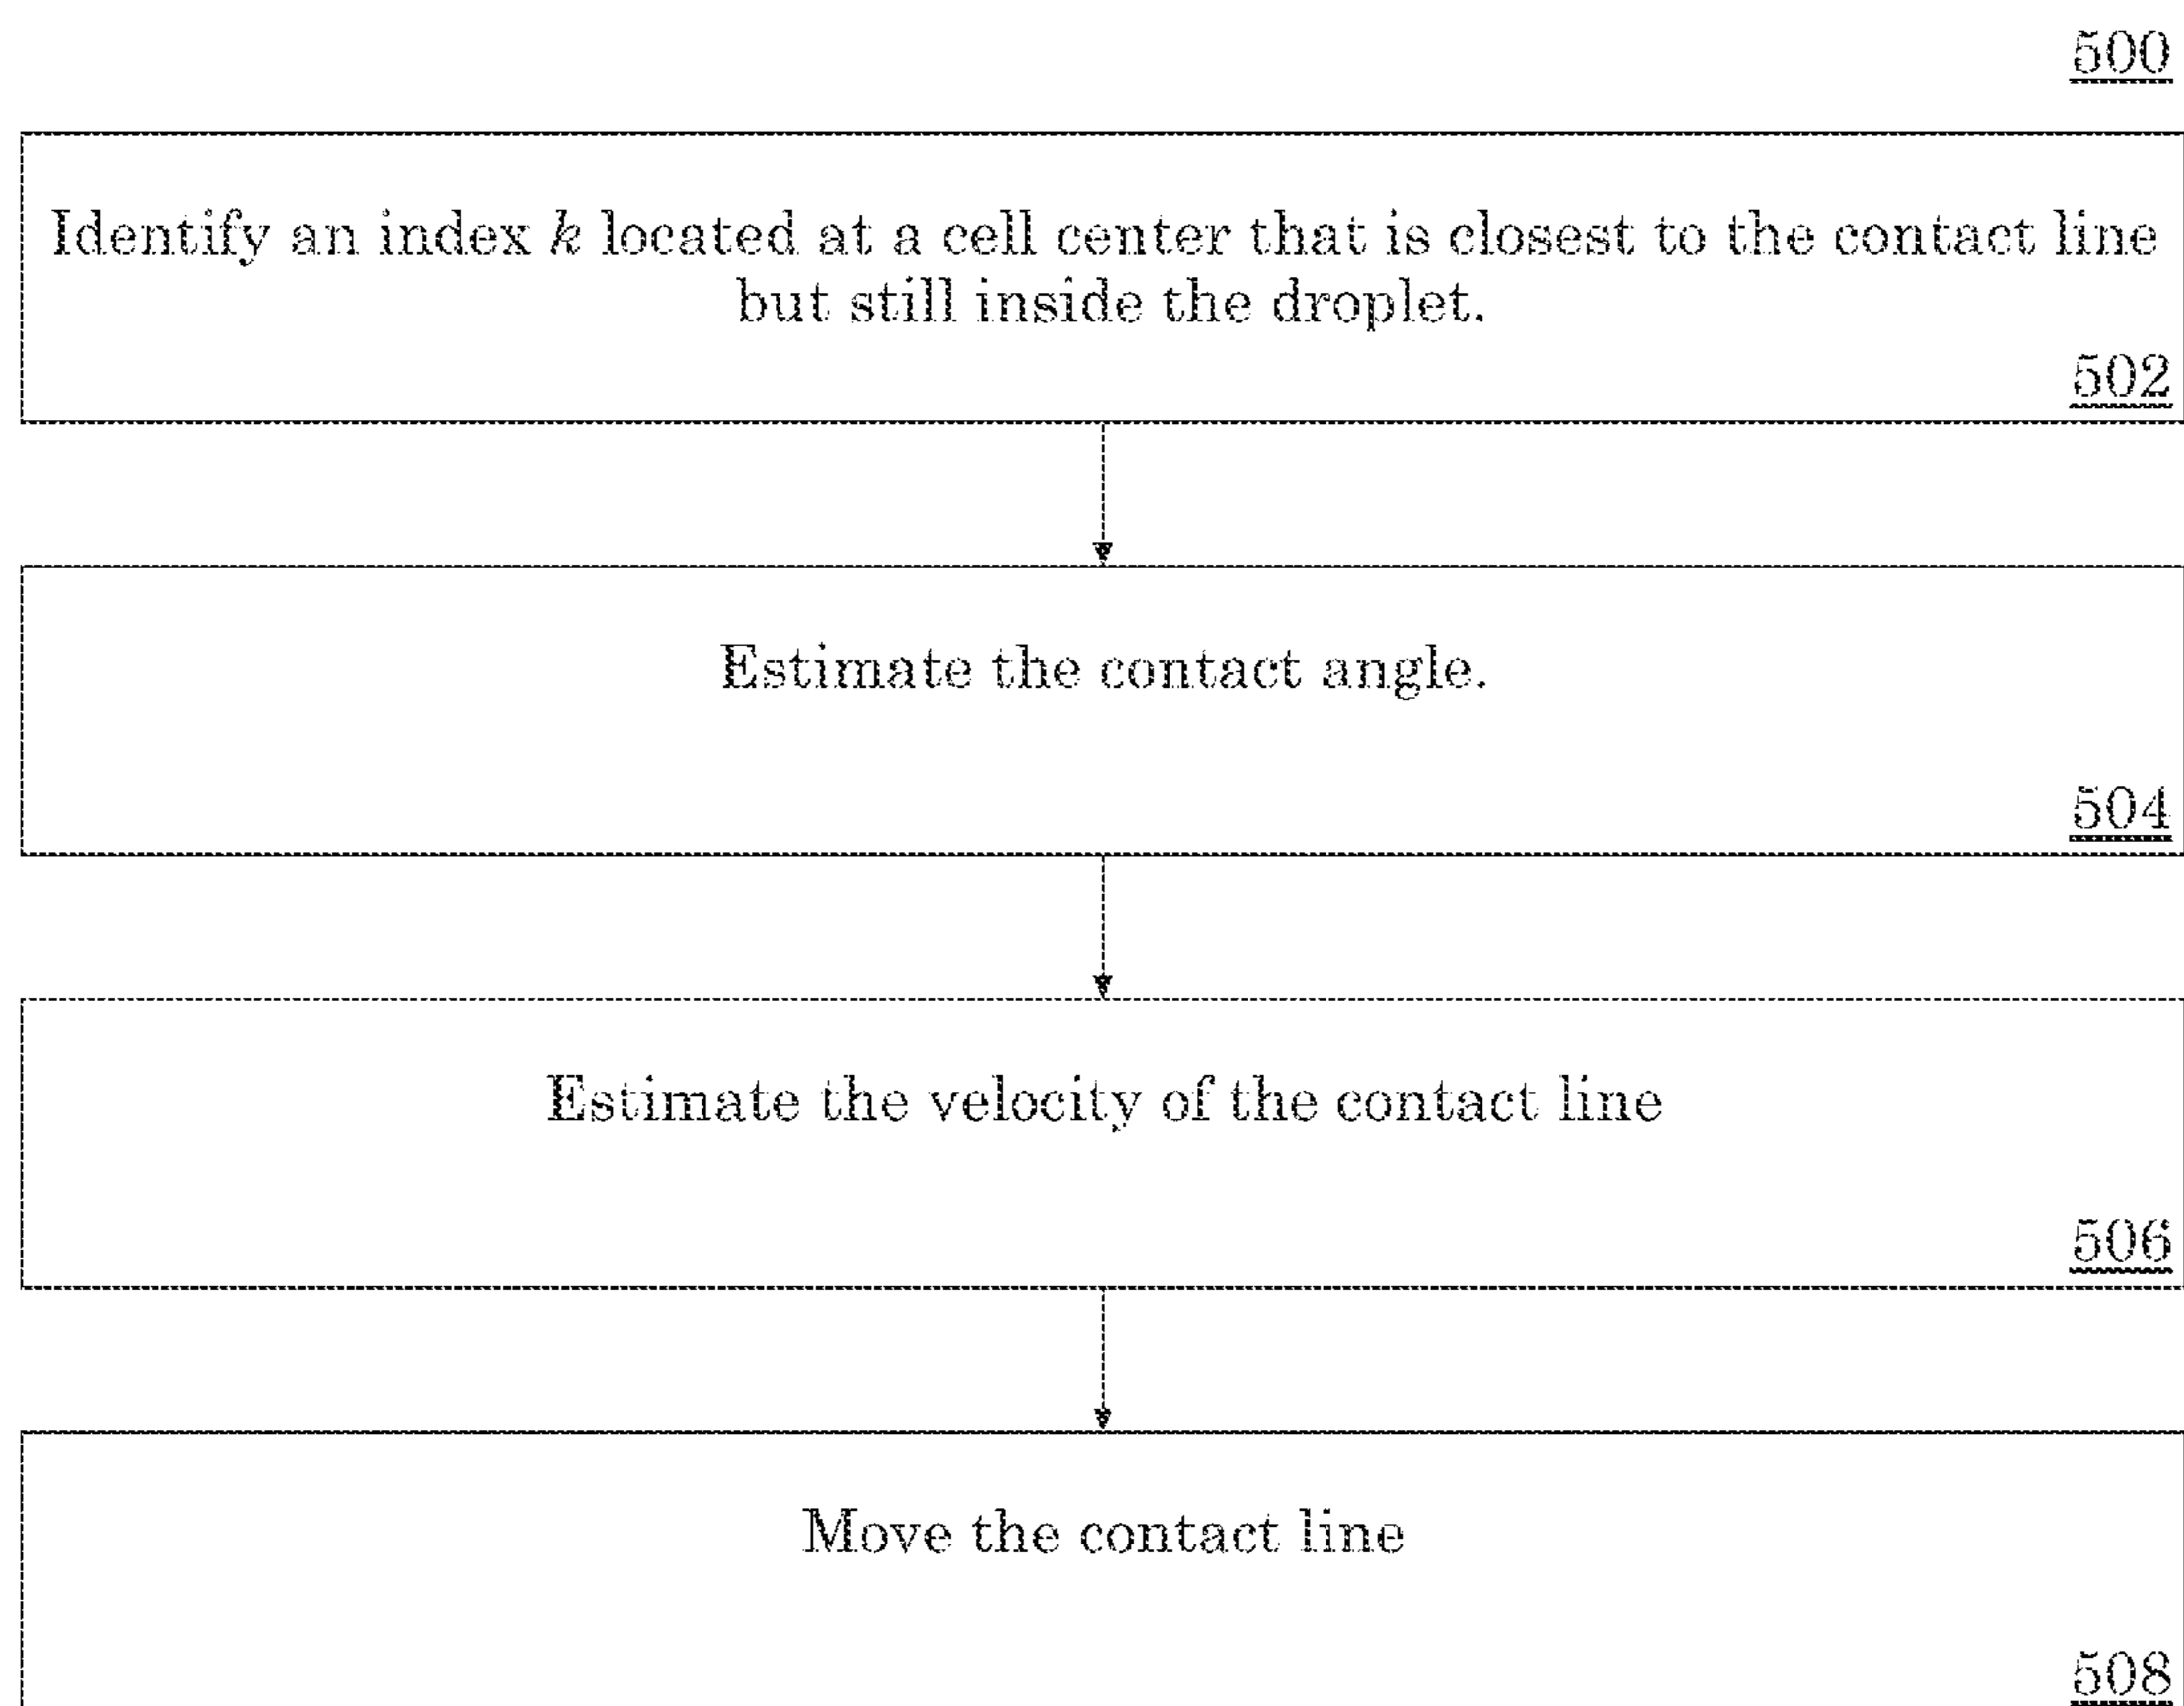 500
Identify an index k located at a cell center that is closest to the contact line
but still inside the droplet.
502
Estimate the contact angle.
504
Estimate the velocity of the contact line
506
Move the contact line
508